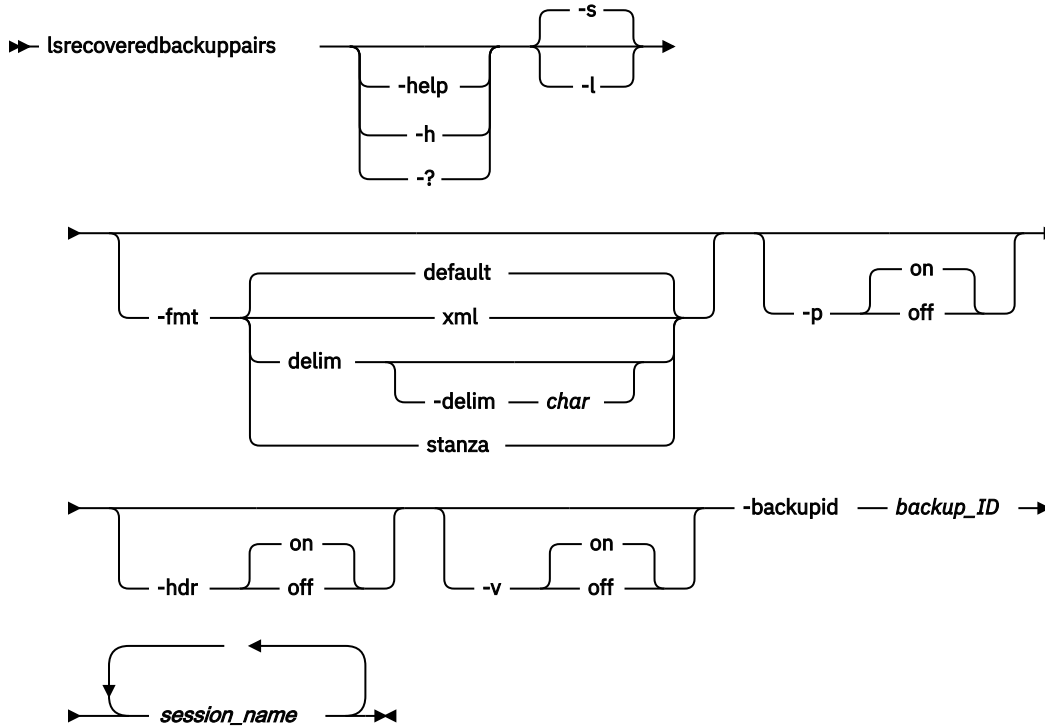 lsrecoveredbackuppairs
-help
-h
-?
-s
-l
-fmt
default
xml
delim
-delim char
stanza
-p
on
off
-hdr
on
off
-v
on
off
-backupid backup_ID
session_name